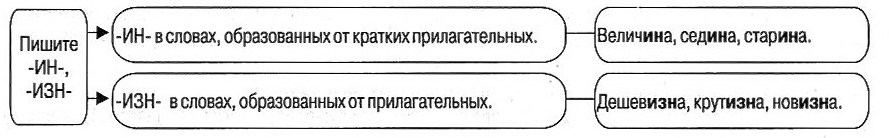 Пишите
-ИН-,
-ИЗН-
-ИН- в словах, образованных от кратких прилагательных.
Величина, седина, старина.
-ИЗН- в словах, образованных от прилагательных.
Дешевизна, крутизна, новизна.